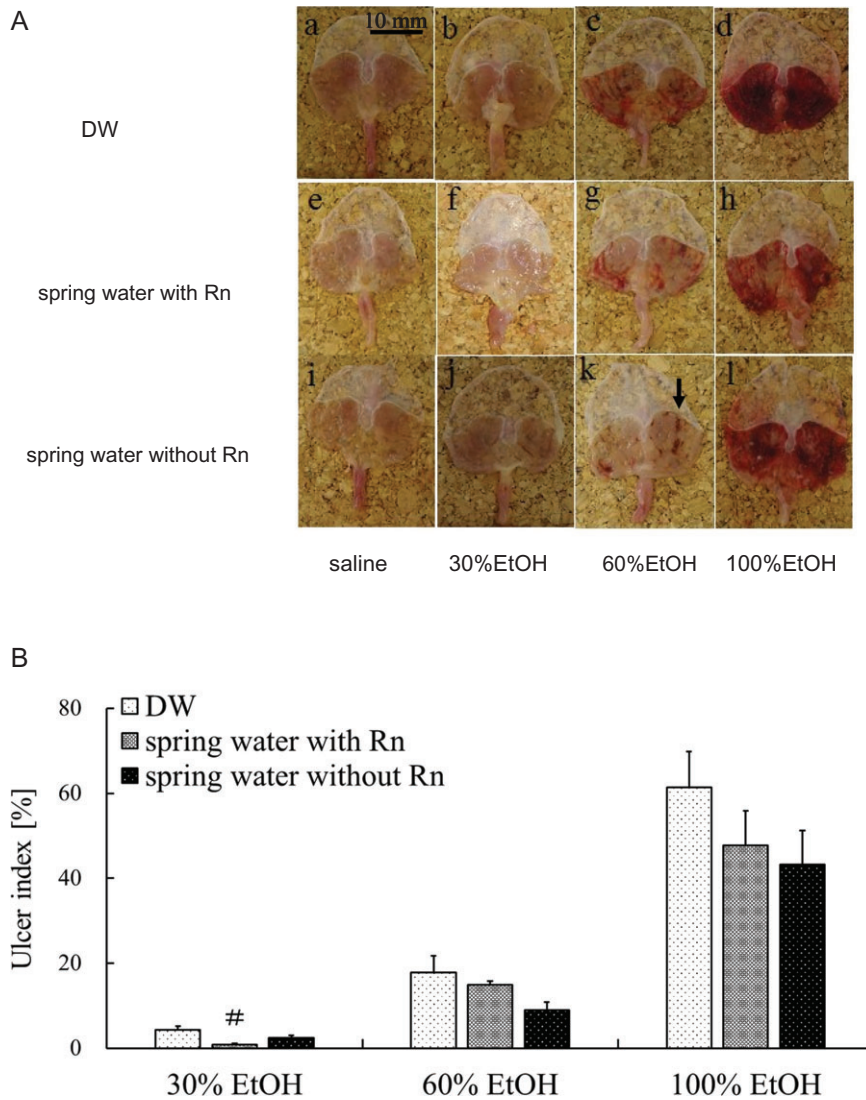 A
a 10 mm b c d
DW
e f g h
spring water with Rn
i j k l
spring water without Rn
saline 30%EtOH 60%EtOH 100%EtOH
B
80
DW
spring water with Rn
spring water without Rn
60
40
20
0
Ulcer index [%]
#
30% EtOH 60% EtOH 100% EtOH